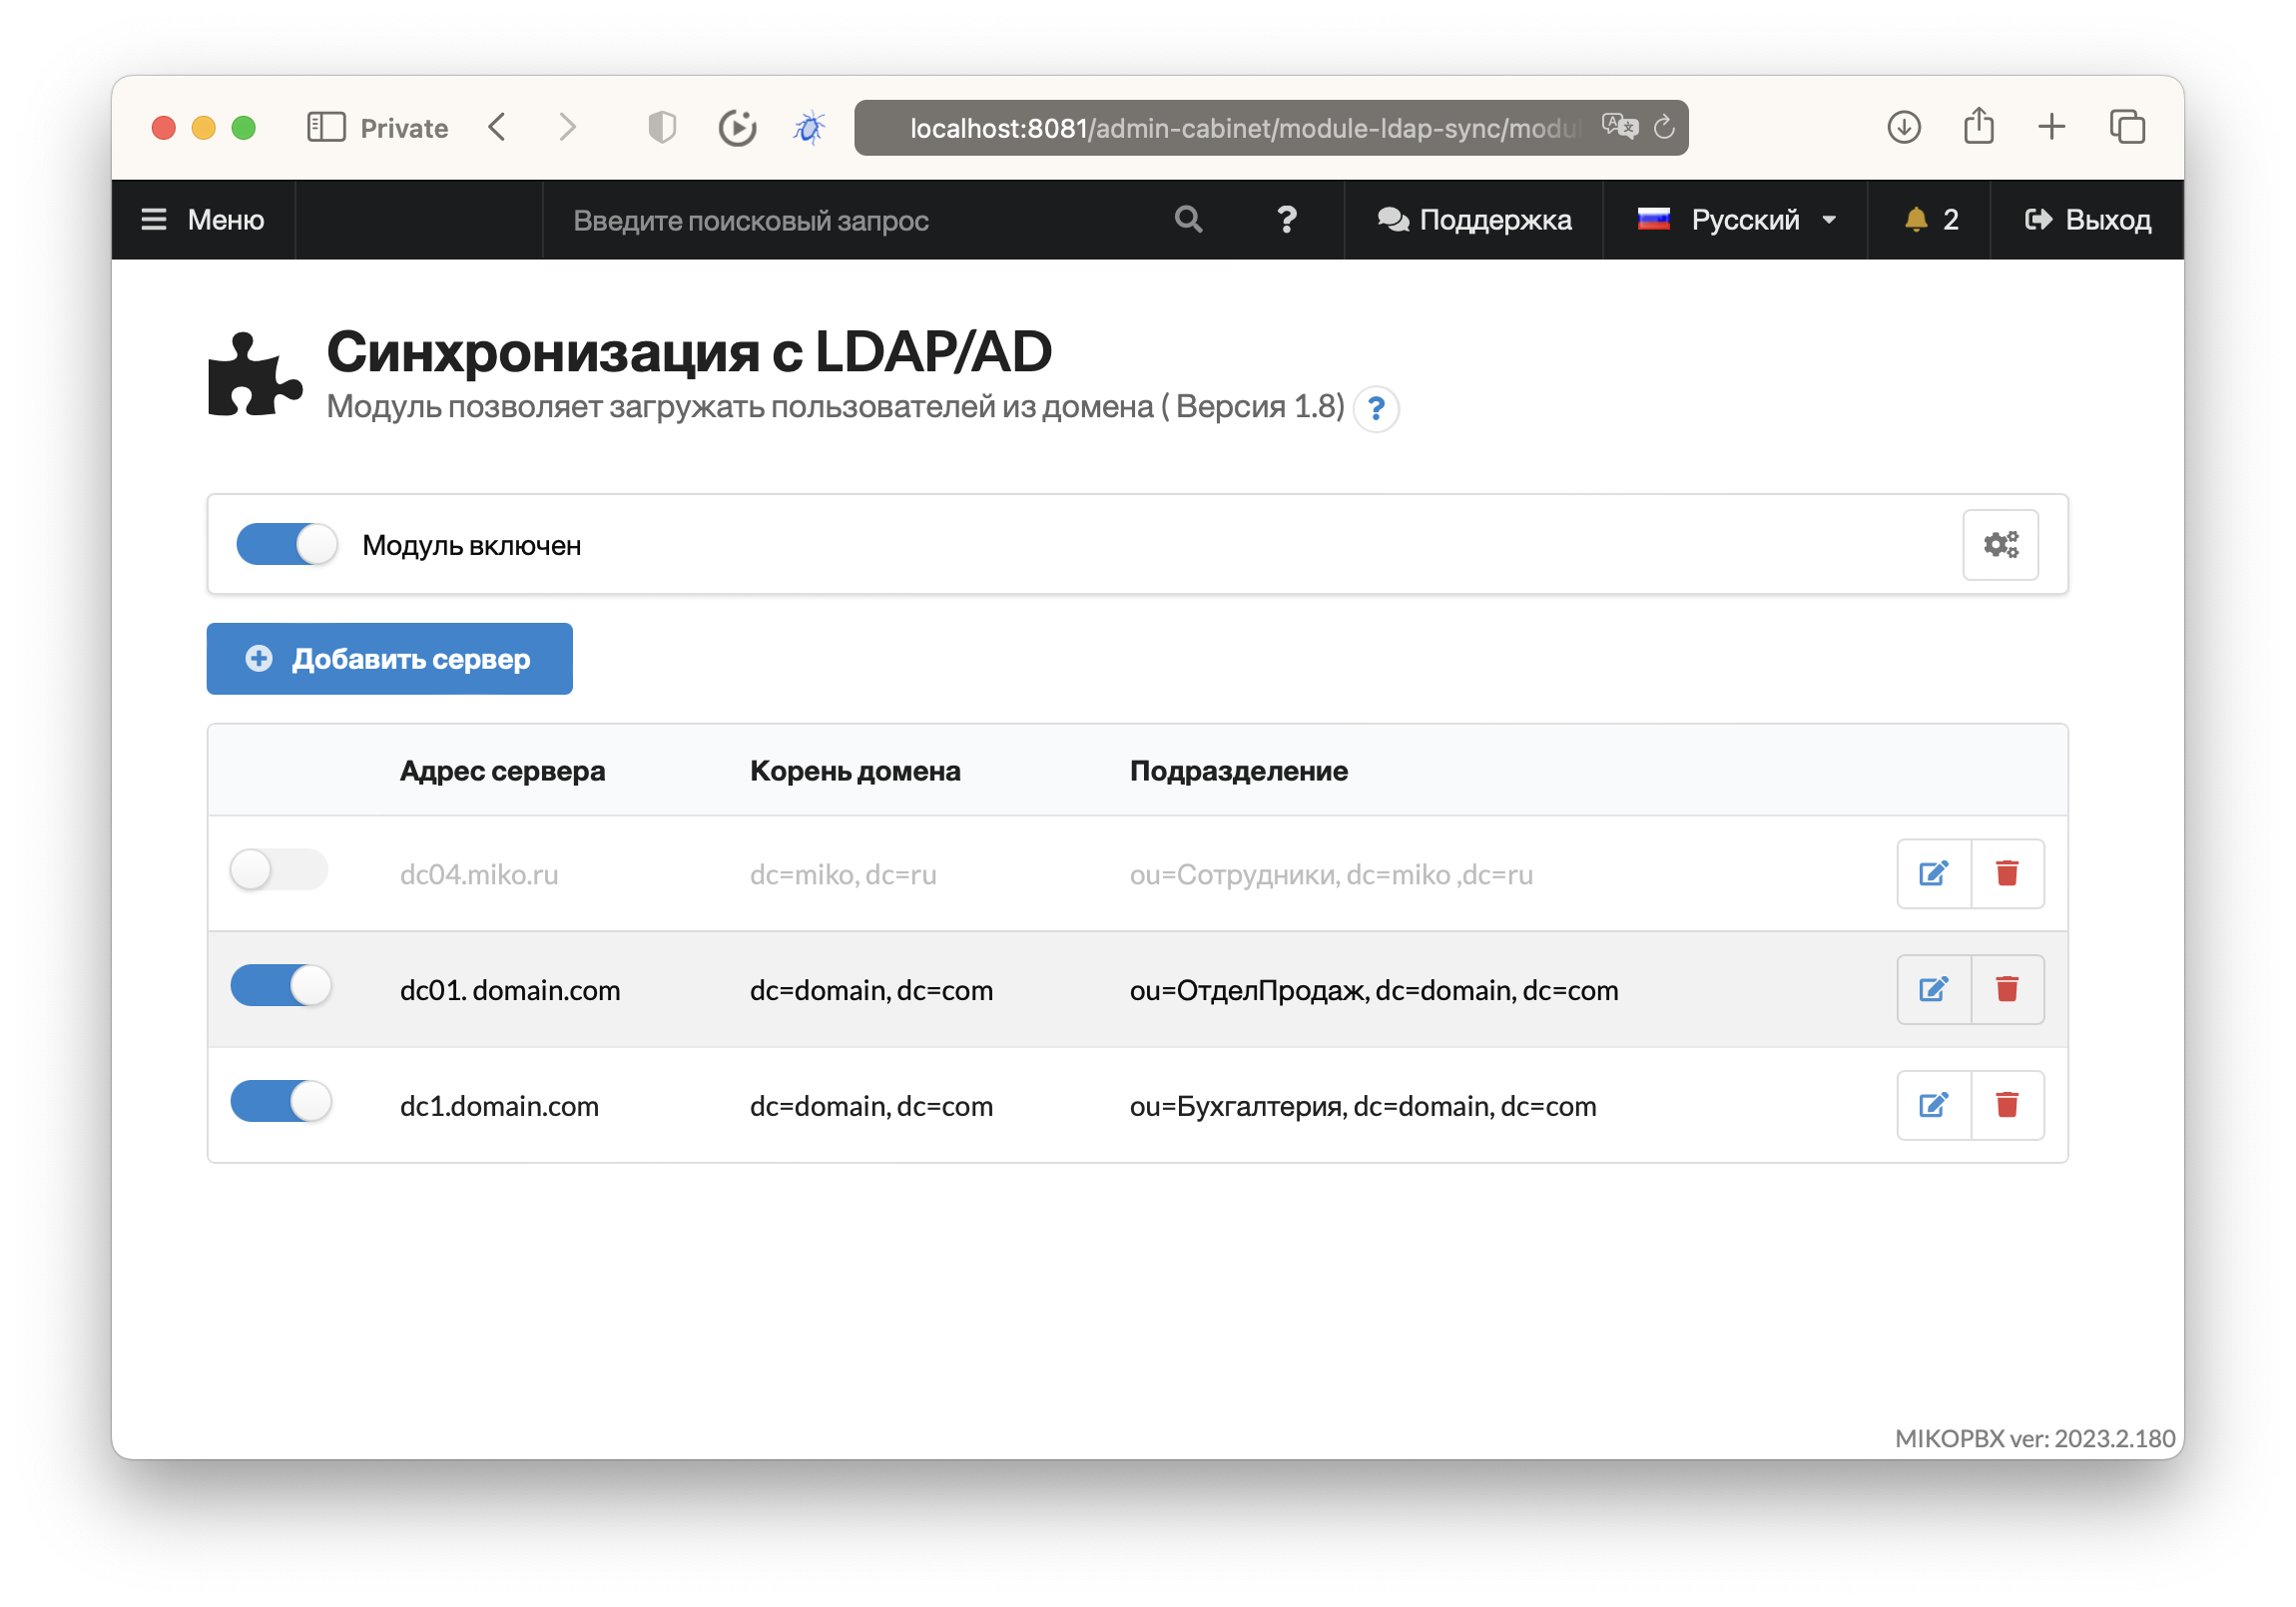 Private
localhost:8081/admin-cabinet/module-ldap-sync/modul
Меню
Введите поисковый запрос
?
Поддержка
Русский
2
Выход
Синхронизация с LDAP/AD
Модуль позволяет загружать пользователей из домена ( Версия 1.8) ?
Модуль включен
Добавить сервер
Адрес сервера Корень домена Подразделение
dc04.miko.ru dc=miko, dc=ru ou=Сотрудники, dc=miko ,dc=ru
dc01. domain.com dc=domain, dc=com ou=ОтделПродаж, dc=domain, dc=com
dc1.domain.com dc=domain, dc=com ou=Бухгалтерия, dc=domain, dc=com
MIKOPBX ver: 2023.2.180